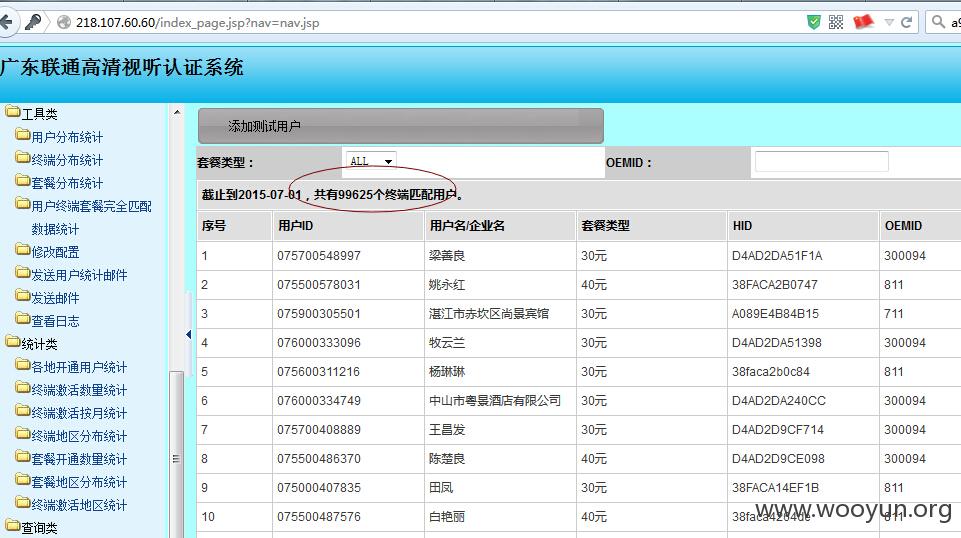 218.107.60.60/index_page.jsp?nav=nav.jsp
广东联通高清视听认证系统
工具类
用户分布统计
终端分布统计
套餐分布统计
用户终端套餐完全匹配
数据统计
修改配置
发送用户统计邮件
发送邮件
查看日志
统计类
各地开通用户统计
终端激活数量统计
终端激活按月统计
终端地区分布统计
套餐开通数量统计
套餐地区分布统计
终端激活地区统计
查询类
添加测试用户
套餐类型： ALL OEMID：
截止到2015-07-01，共有99625个终端匹配用户。
序号 用户ID 用户名/企业名 套餐类型 HID OEMID
1 075700548997 梁善良 30元 D4AD2DA51F1A 300094
2 075500578031 姚永红 40元 38FACA2B0747 811
3 075900305501 湛江市赤坎区尚景宾馆 30元 A089E4B84B15 711
4 076000333096 牧云兰 30元 D4AD2DA51398 300094
5 075600311216 杨琳琳 30元 38faca2b0c84 811
6 076000334749 中山市粤景酒店有限公司 30元 D4AD2DA240CC 300094
7 075700408889 王昌发 30元 D4AD2D9CF714 300094
8 075500486370 陈楚良 40元 D4AD2D9CE098 300094
9 075000407835 田凤 30元 38FACA14EF1B 811
10 075500487576 白艳丽 40元 811
www.wooyun.org